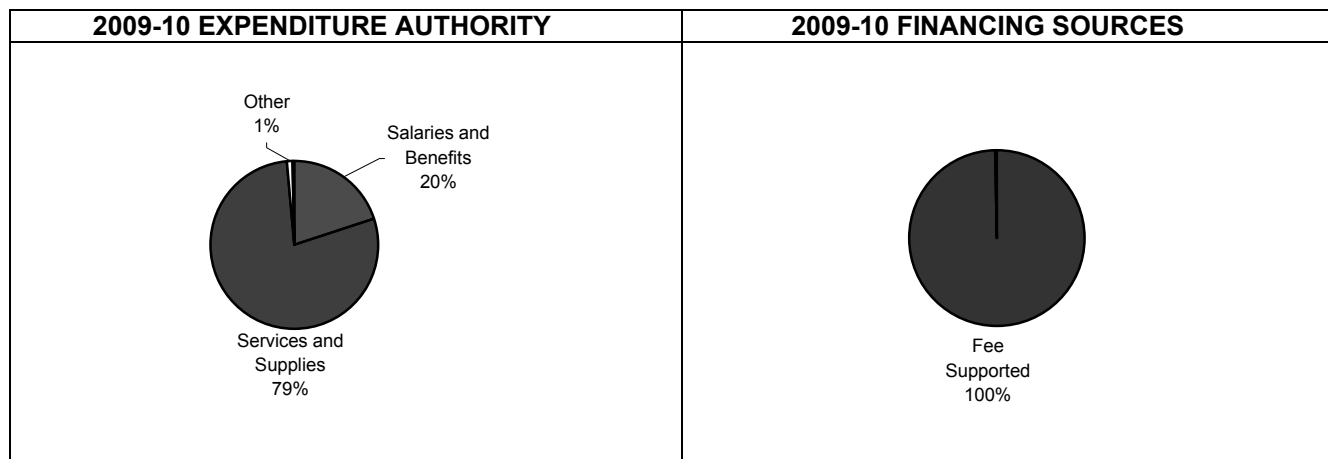 2009-10 EXPENDITURE AUTHORITY
Other
1%
Salaries and
Benefits
20%
Services and
Supplies
79%
2009-10 FINANCING SOURCES
Fee
Supported
100%